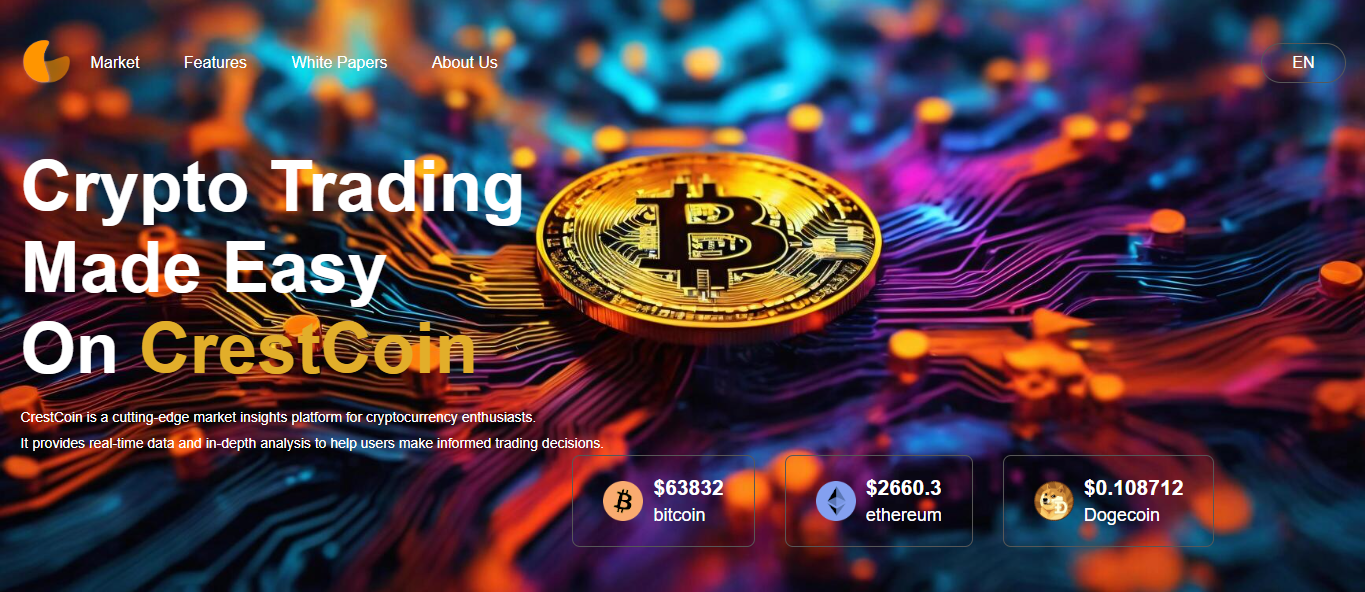 Market
Features
White Papers
About Us
EN
Crypto Trading
Made Easy
On CrestCoin
CrestCoin is a cutting-edge market insights platform for cryptocurrency enthusiasts.
It provides real-time data and in-depth analysis to help users make informed trading decisions.
$63832
bitcoin
$2660.3
ethereum
$0.108712
Dogecoin